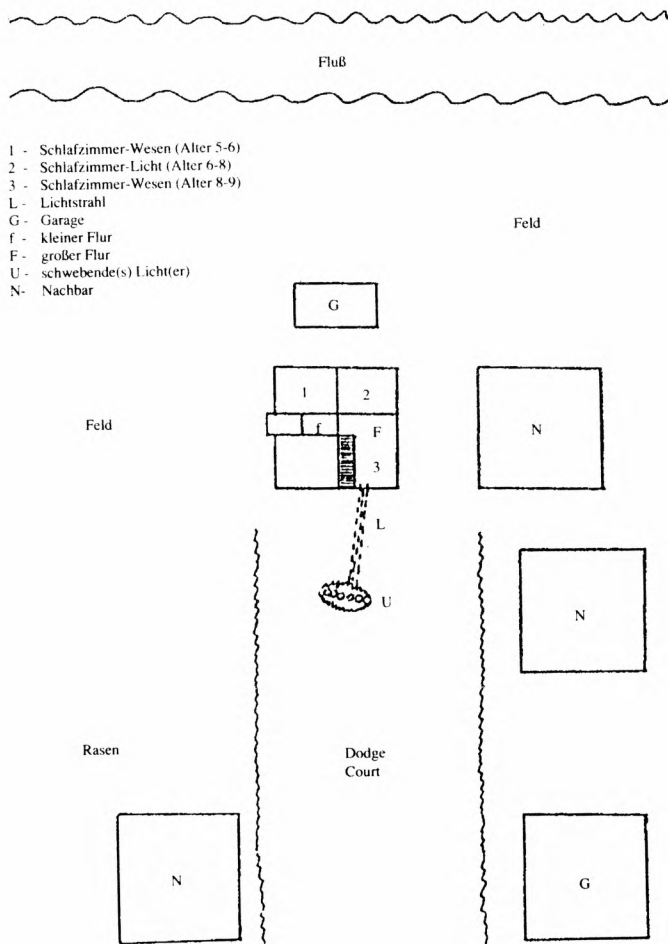 Fluß
1 - Schlafzimmer-Wesen (Alter 5-6)
2 - Schlafzimmer-Licht (Alter 6-8)
3 - Schlafzimmer-Wesen (Alter 8-9)
L - Lichtstrahl
G - Garage
f - kleiner Flur
F - großer Flur
U - schwebende(s) Licht(er)
N- Nachbar
Feld
G
1
2
Feld
f
F
N
3
L
U
N
Rasen
Dodge
Court
N
G